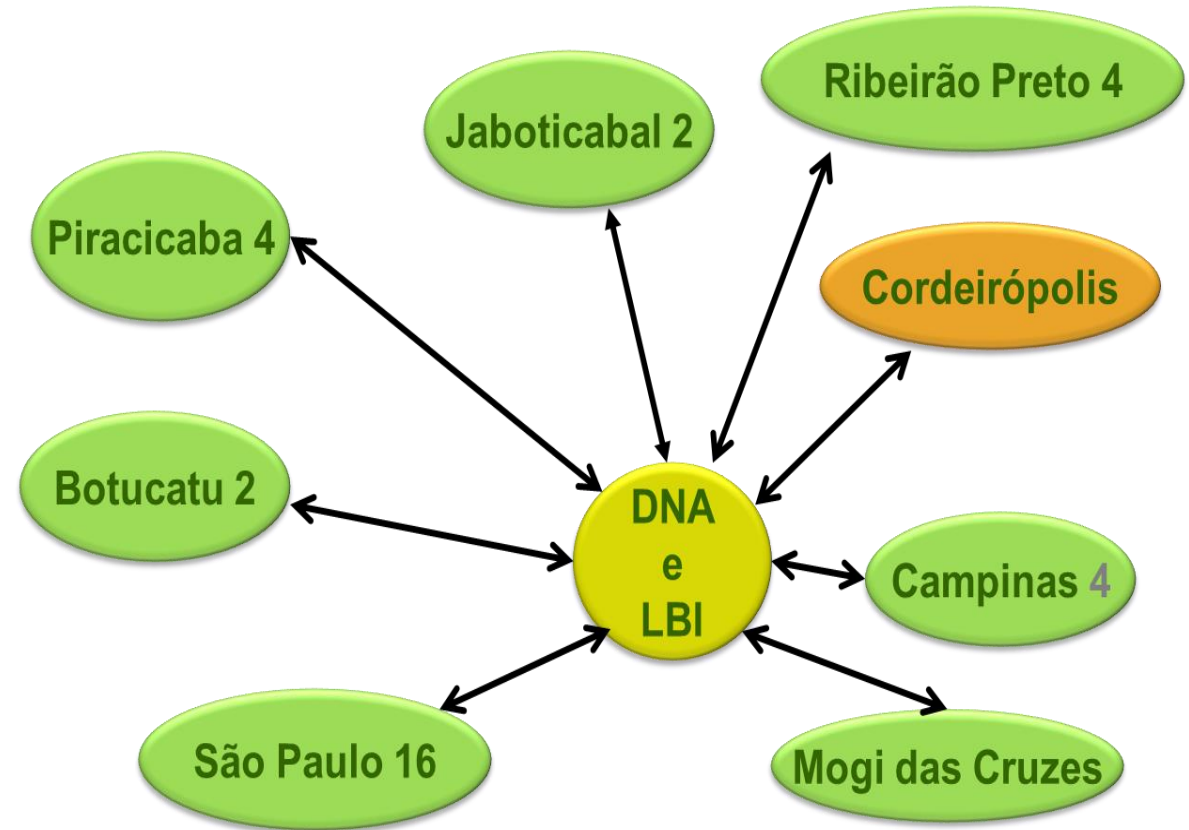 Ribeirão Preto 4
Jaboticabal 2
Piracicaba 4
Cordeirópolis
Botucatu 2
DNA
e
LBI
Campinas 4
São Paulo 16
Mogi das Cruzes